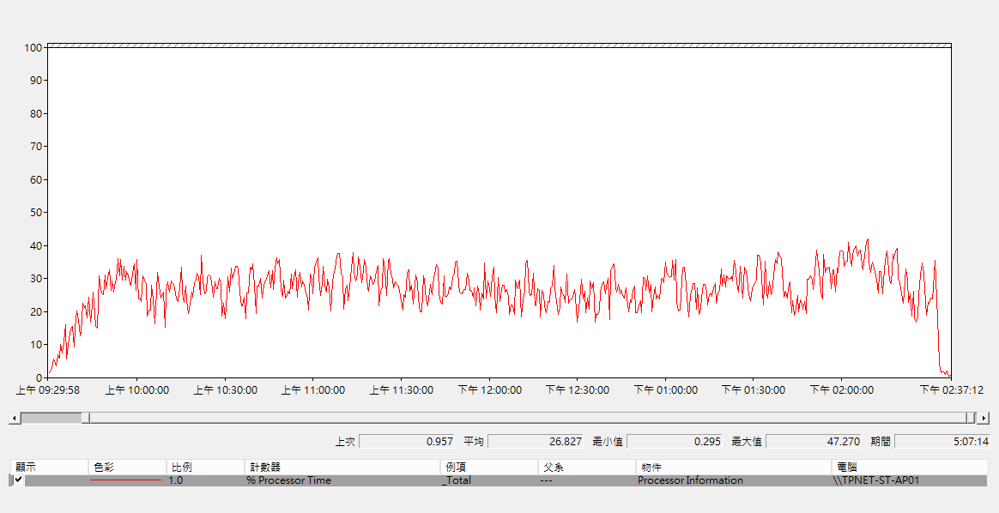 100
90
80
70
60
50
40
30
20
10
0
上午 09:29:58 上午 10:00:00 上午 10:30:00 上午 11:00:00 上午 11:30:00 下午 12:00:00 下午 12:30:00 下午 01:00:00 下午 01:30:00 下午 02:00:00 下午 02:37:12
上次 0.957 平均 26.827 最小值 0.295 最大值 47.270 期間 5:07:14
顯示 色彩 比例 計數器 例項 父系 物件 電腦
1.0 % Processor Time _Total --- Processor Information \\TPNET-ST-AP01